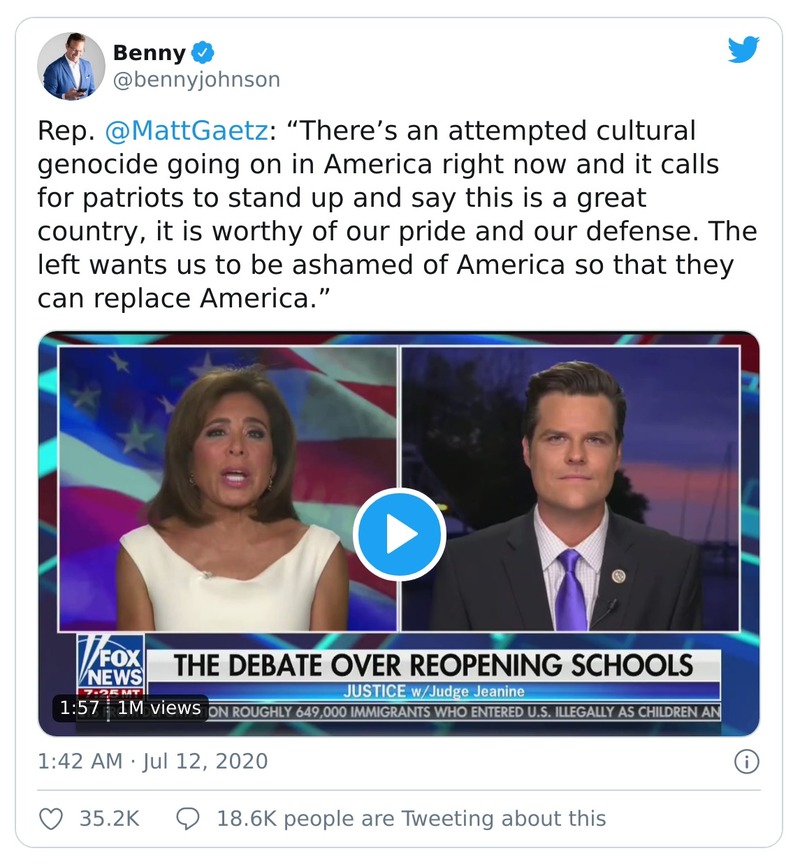 Benny
@bennyjohnson
Rep. @MattGaetz: “There’s an attempted cultural
genocide going on in America right now and it calls
for patriots to stand up and say this is a great
country, it is worthy of our pride and our defense. The
left wants us to be ashamed of America so that they
can replace America.”
FOX
NEWS
THE DEBATE OVER REOPENING SCHOOLS
7:25 MT
JUSTICE w/Judge Jeanine
1:57 1M views
ON ROUGHLY 649,000 IMMIGRANTS WHO ENTERED U.S. ILLEGALLY AS CHILDREN AN
1:42 AM · Jul 12, 2020
35.2K 18.6K people are Tweeting about this